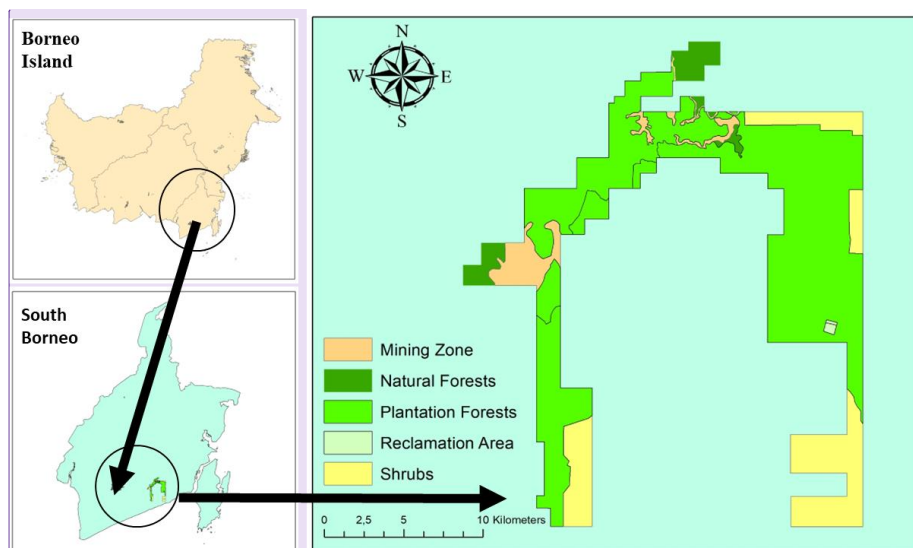 Borneo
Island
South
Borneo
N
W
E
S
Mining Zone
Natural Forests
Plantation Forests
Reclamation Area
Shrubs
0 2,5 5 10 Kilometers